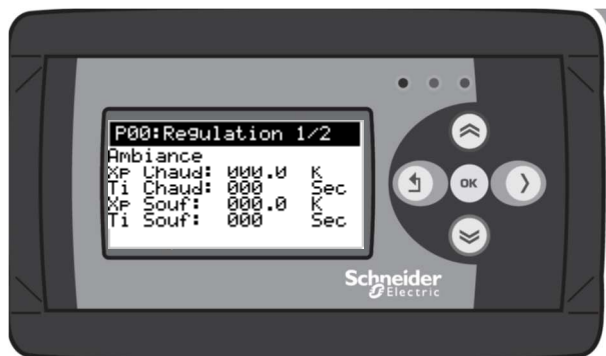 P00:Regulation 1/2
Ambiance
Xp Chaud: 000.0 K
Ti Chaud: 000 Sec
Xp Souf: 000.0 K
Ti Souf: 000 Sec
OK
Schneider
Electric